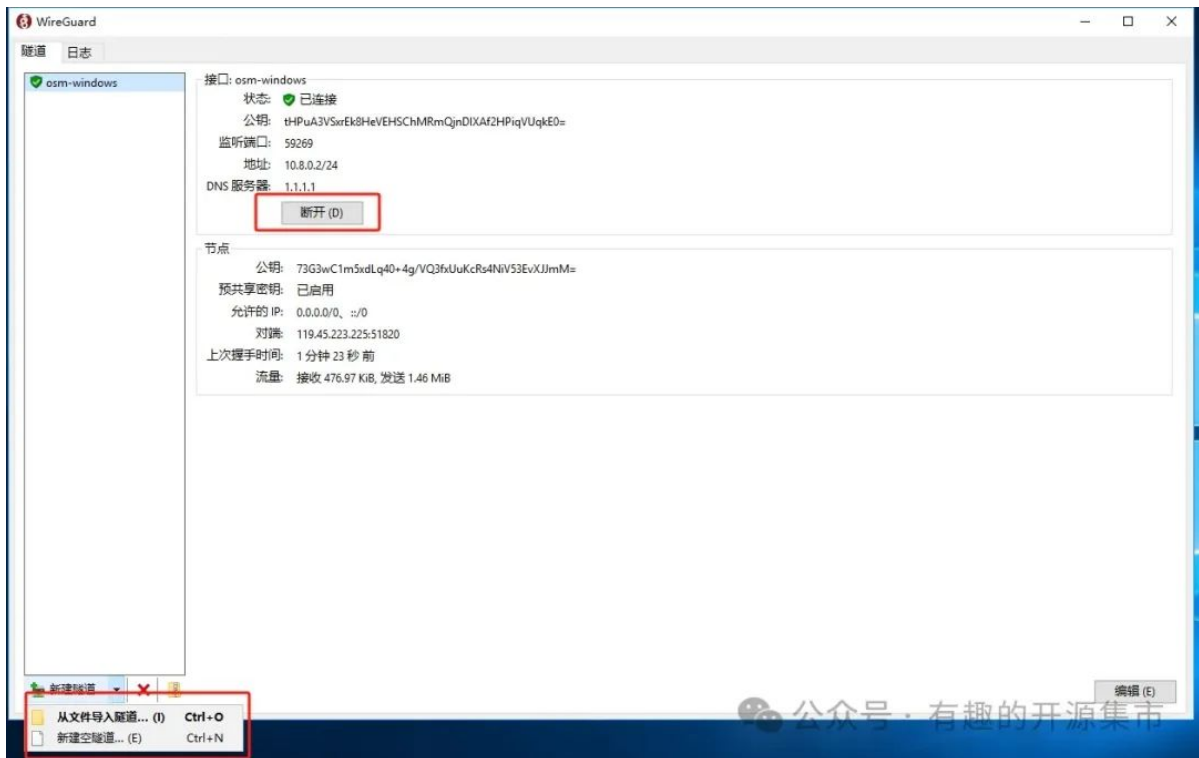 WireGuard
隧道 日志
osm-windows
接口: osm-windows
状态: 已连接
公钥: tHPuA3VSxrEk8HeVEHSChMRmQjnDIXAf2HPiqVUqkE0=
监听端口: 59269
地址: 10.8.0.2/24
DNS 服务器: 1.1.1.1
断开 (D)
节点
公钥: 73G3wC1m5xdLq40+4g/VQ3fxUuKcRs4NiV53EvXJJmM=
预共享密钥: 已启用
允许的 IP: 0.0.0.0/0、::/0
对端: 119.45.223.225:51820
上次握手时间: 1 分钟 23 秒 前
流量: 接收 476.97 KiB, 发送 1.46 MiB
新建隧道
编辑 (E)
从文件导入隧道... (I) Ctrl+O
新建空隧道... (E) Ctrl+N
公众号 · 有趣的开源集市